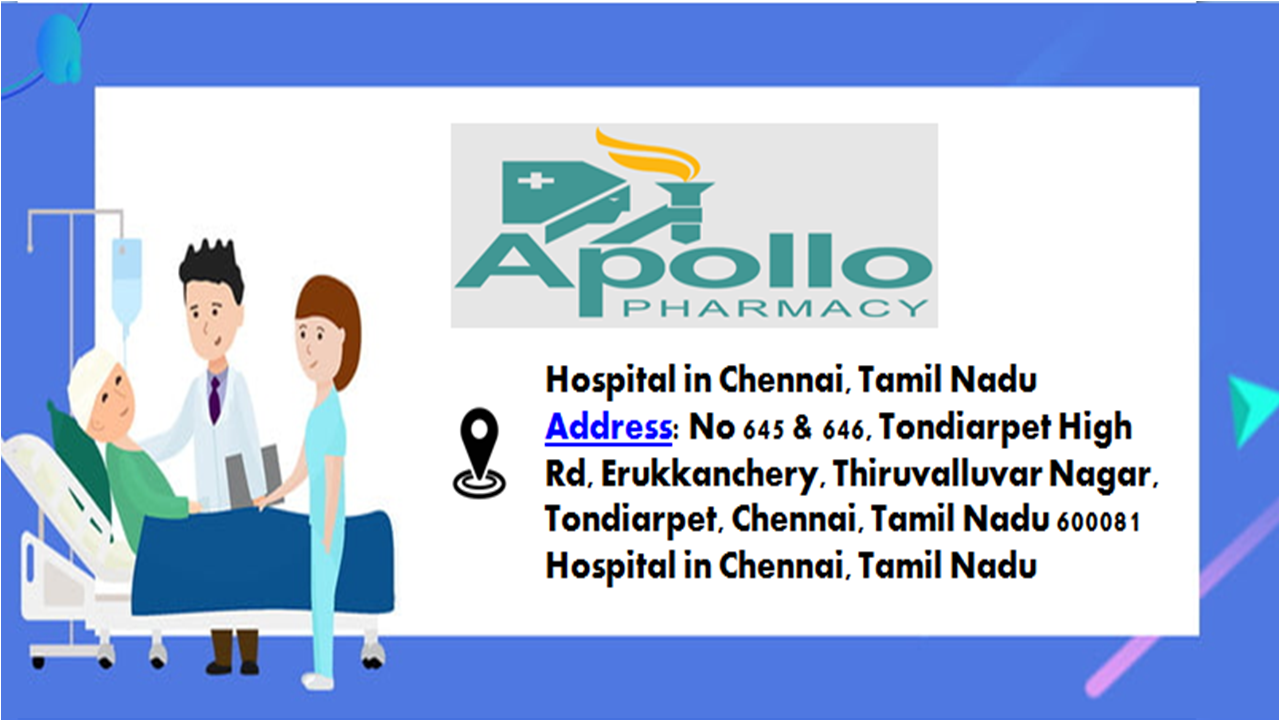 Apollo
PHARMACY
Hospital in Chennai, Tamil Nadu
Address: No 645 & 646, Tondiarpet High
Rd, Erukkanchery, Thiruvalluvar Nagar,
Tondiarpet, Chennai, Tamil Nadu 600081
Hospital in Chennai, Tamil Nadu